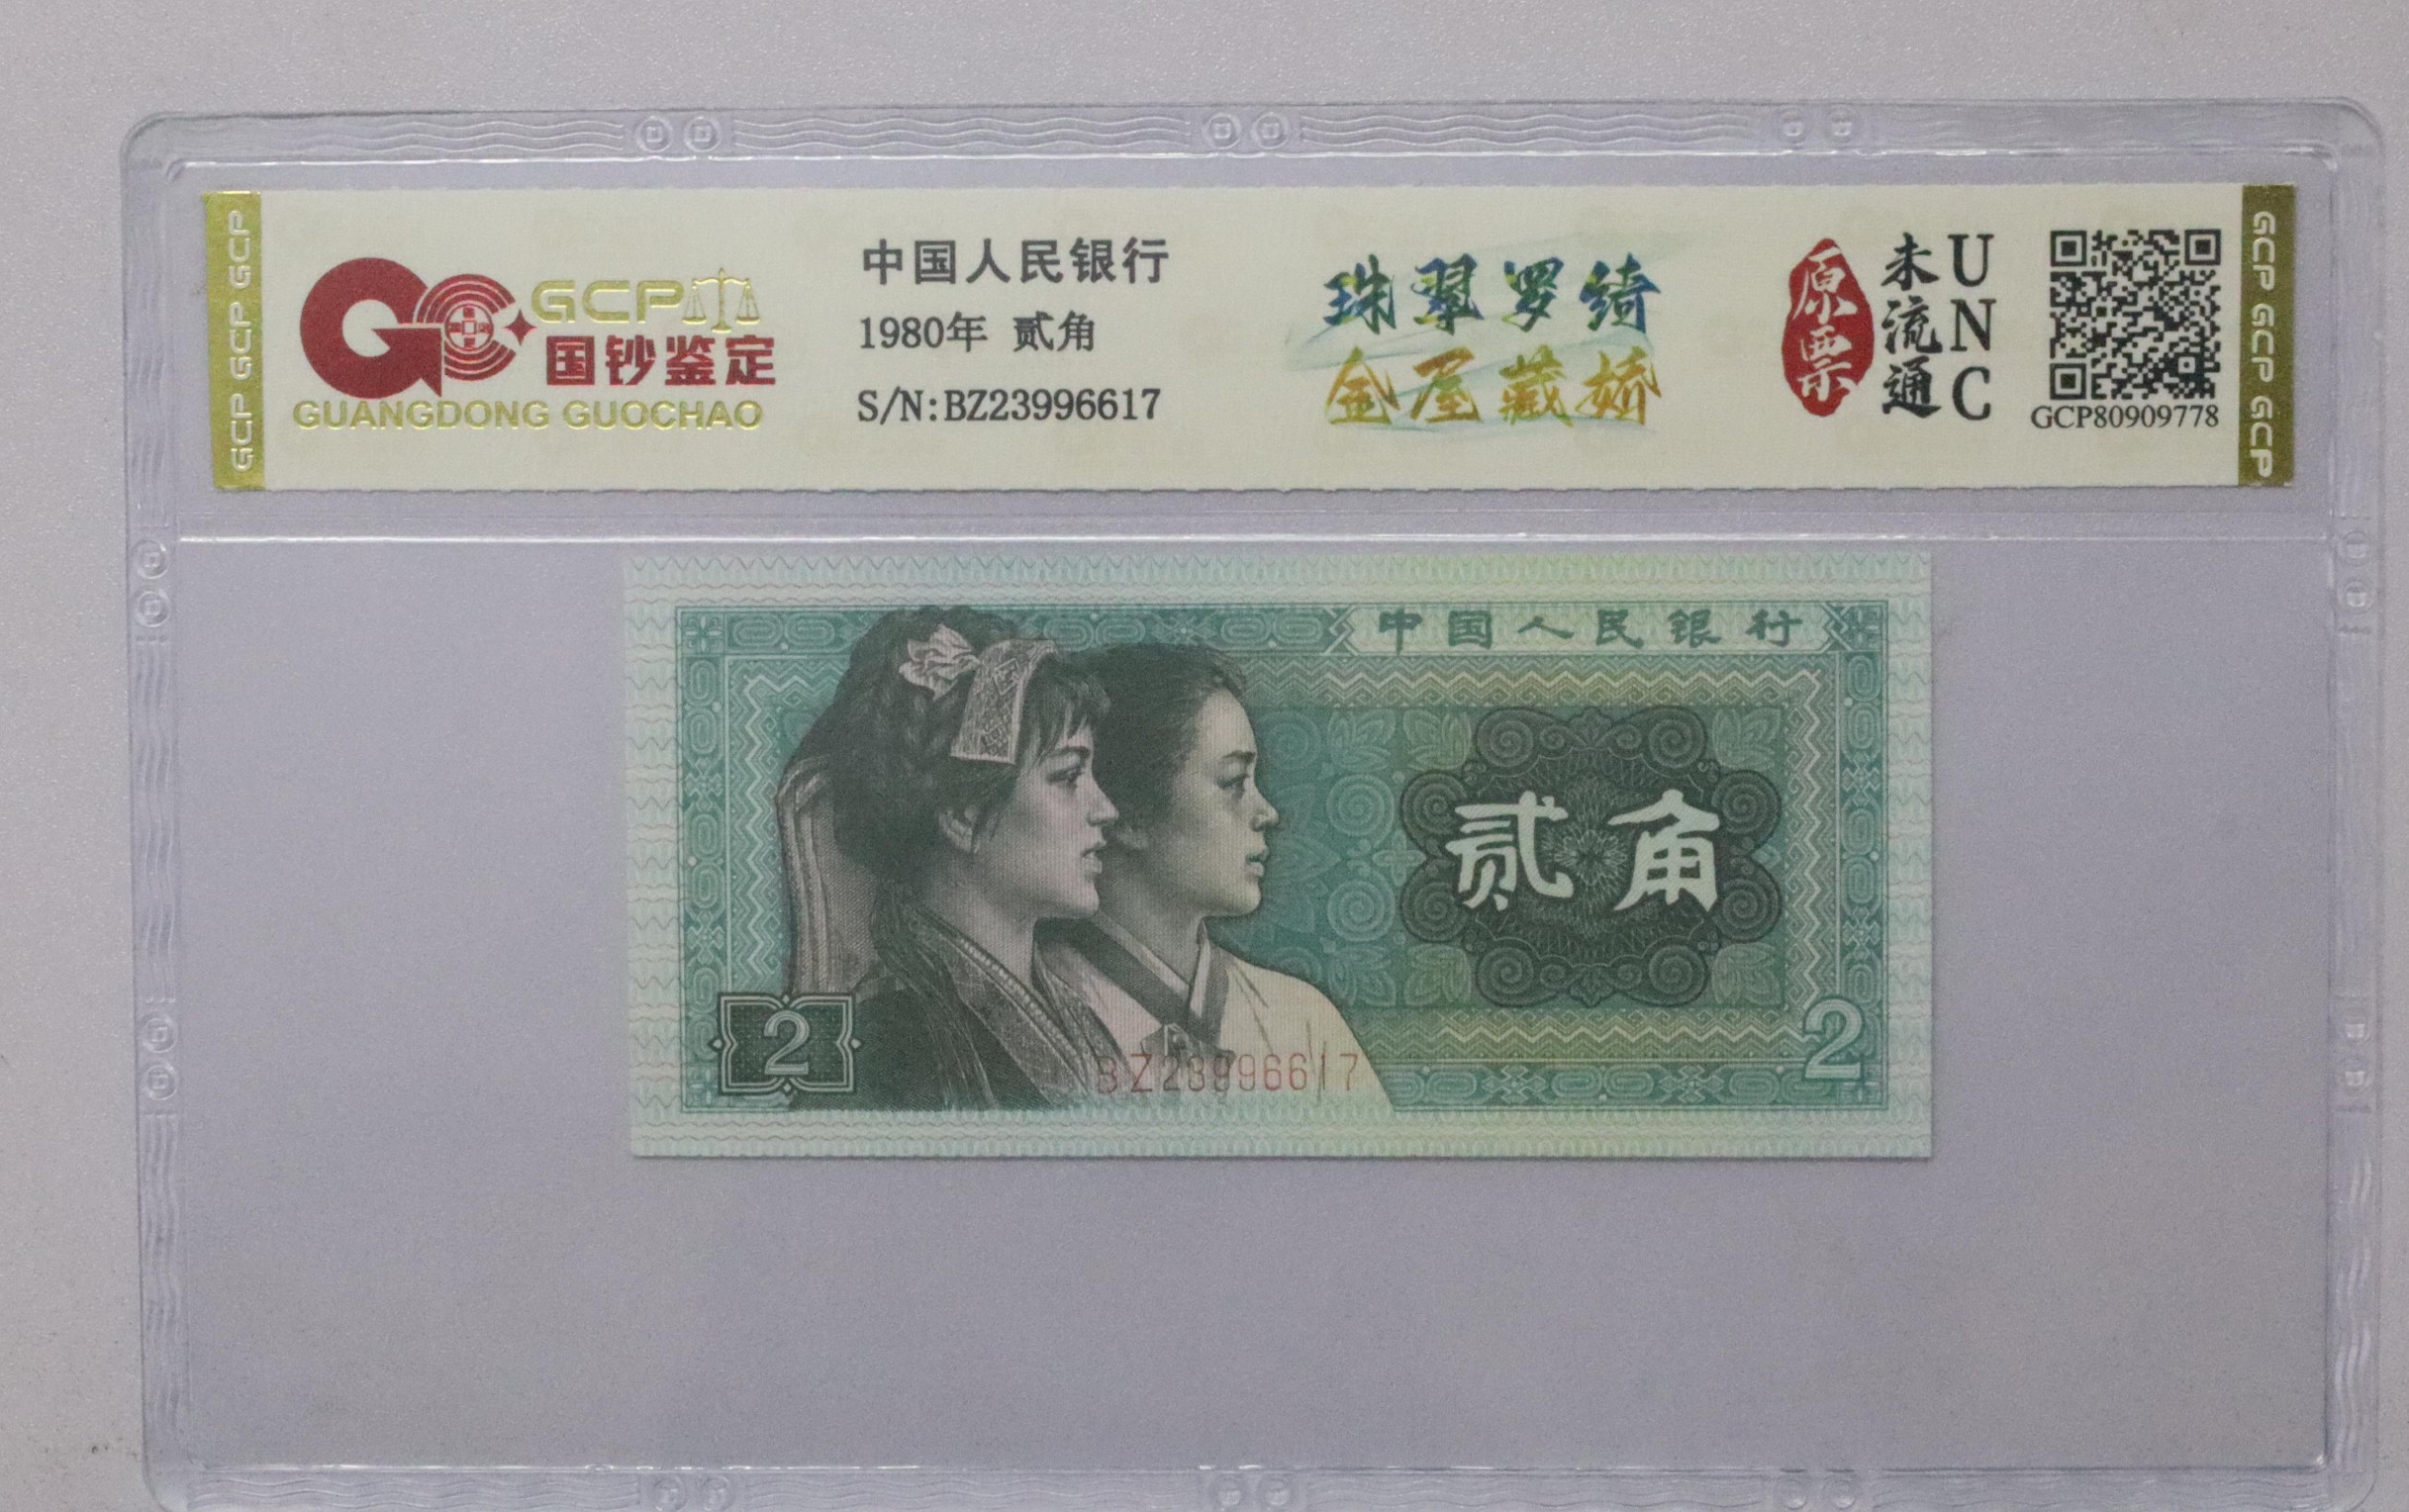 GCP GCP GCP
GCP
国钞鉴定
GUANGDONG GUOCHAO
中国人民银行
1980年 贰角
S/N:BZ23996617
珠翠罗绮
金屋藏娇
原票
未流通
UNC
GCP80909778
GCP GCP GCP
中国人民银行
贰角
2
2
BZ23996617